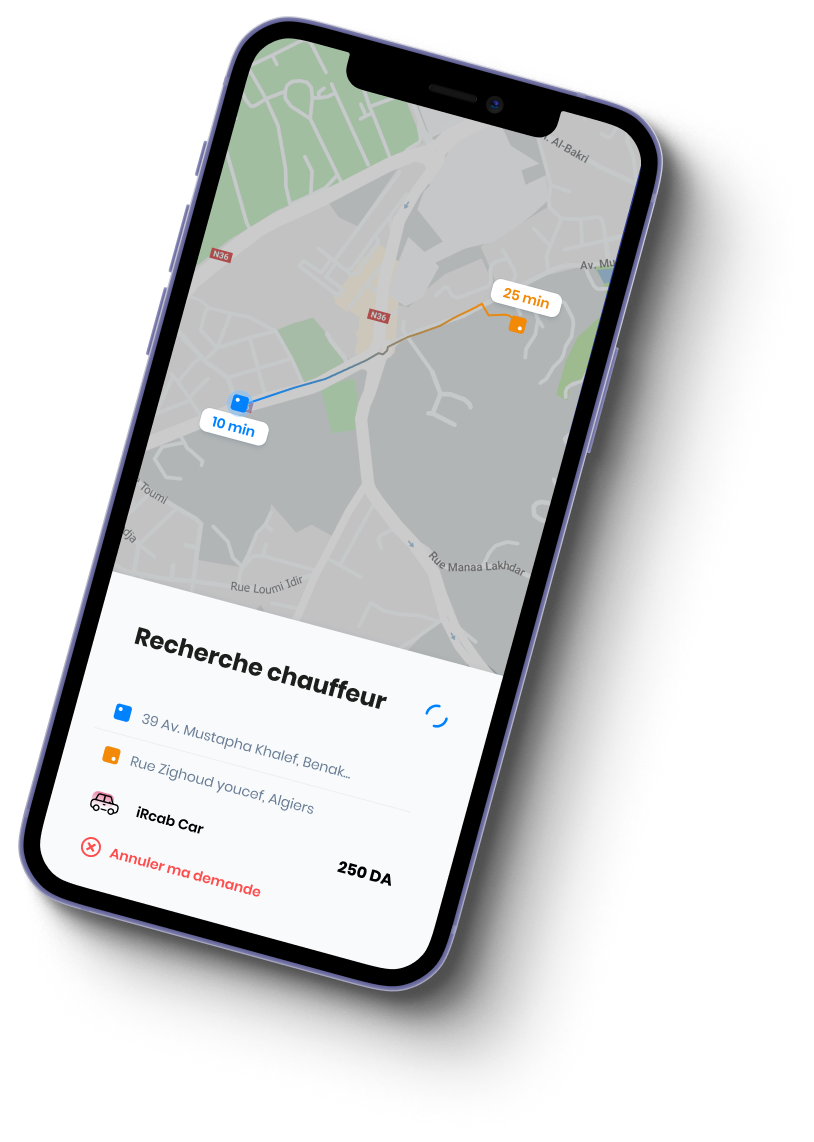 . Al-Bakri
N36
Av. Mu
25 min
N36
10 min
Toumi
dja
Rue Manaa Lakhdar
Rue Loumi Idir
Recherche chauffeur
39 Av. Mustapha Khalef, Benak...
Rue Zighoud youcef, Algiers
iRcab Car
250 DA
Annuler ma demande